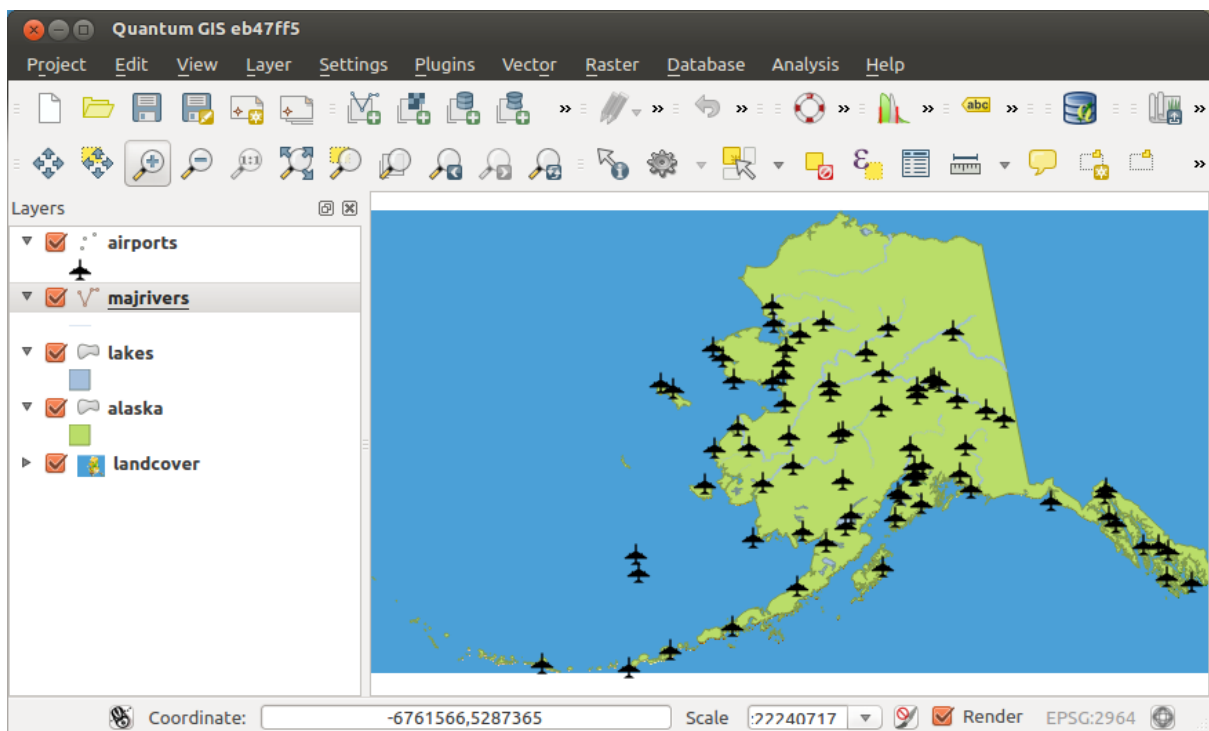 Quantum GIS eb47ff5
Project Edit View Layer Settings Plugins Vector Raster Database Analysis Help
abc
1:1
Layers
airports
majrivers
lakes
alaska
landcover
Coordinate: -6761566,5287365 Scale :22240717 Render EPSG:2964